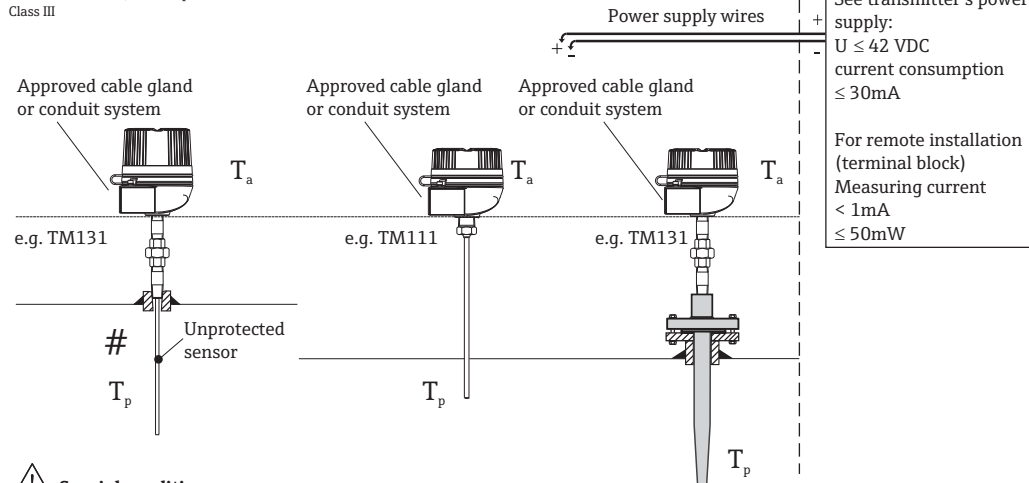 Class III
Power supply wires
+
-
+
-
See transmitter's power
supply:
U ≤ 42 VDC
current consumption
≤ 30mA
For remote installation
(terminal block)
Measuring current
< 1mA
≤ 50mW
Approved cable gland
or conduit system
Approved cable gland
or conduit system
Approved cable gland
or conduit system
Ta
Ta
Ta
e.g. TM131
e.g. TM111
e.g. TM131
#
Unprotected
sensor
Tp
Tp
Tp